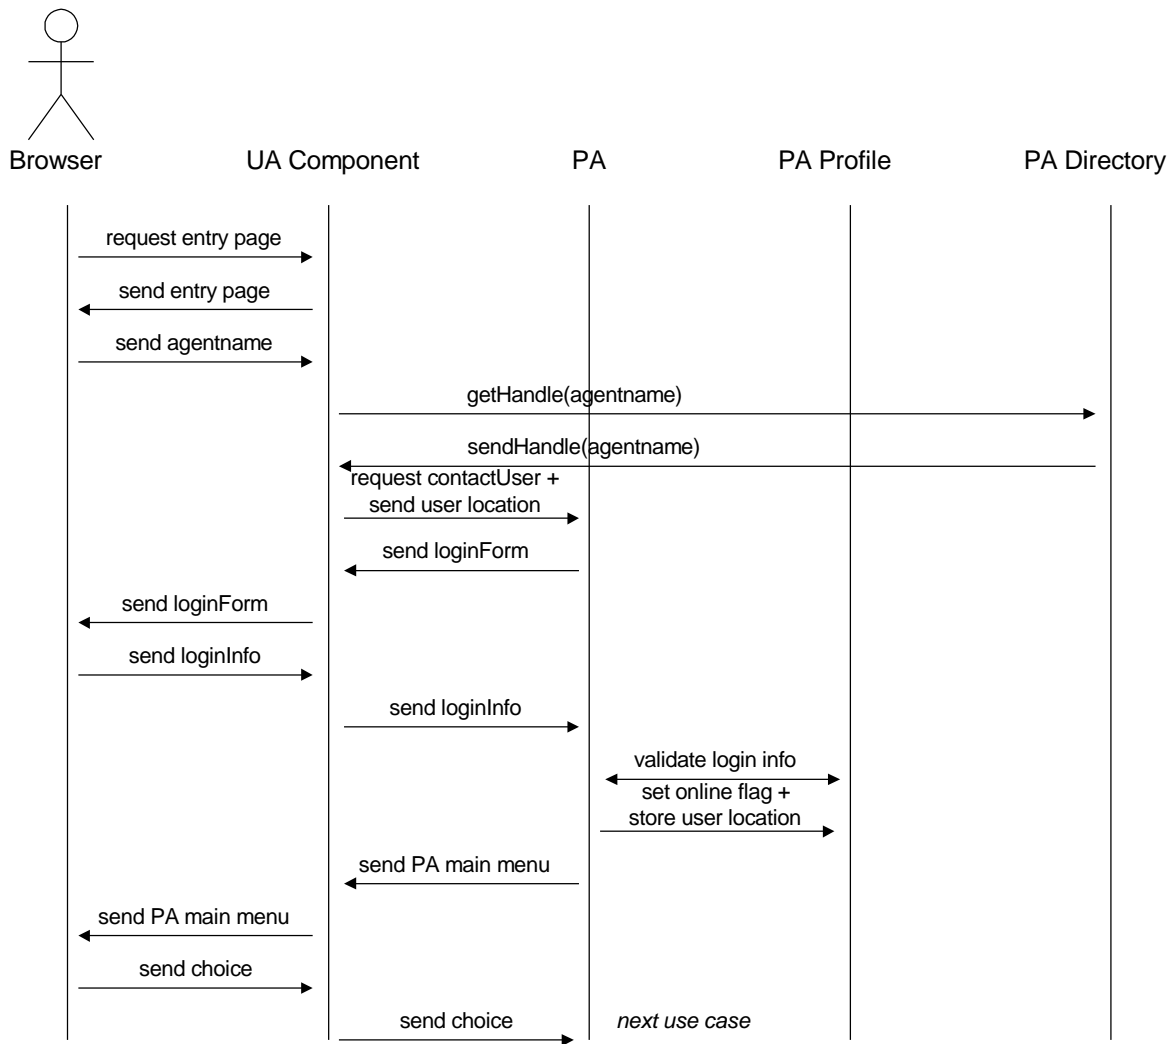 Browser
UA Component
PA
PA Profile
PA Directory
request entry page
send entry page
send agentname
getHandle(agentname)
sendHandle(agentname)
request contactUser +
send user location
send loginForm
send loginForm
send loginInfo
send loginInfo
validate login info
set online flag +
store user location
send PA main menu
send PA main menu
send choice
send choice
next use case